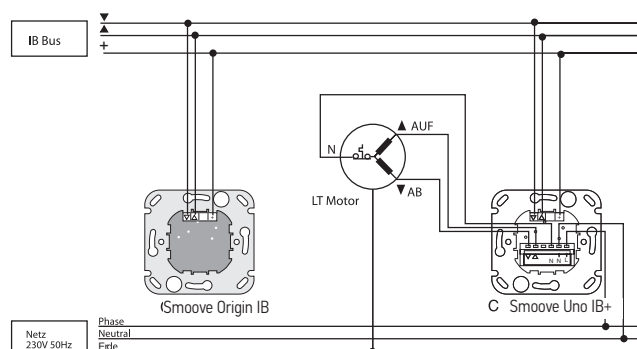 IB Bus
+
AUF
N
LT Motor
AB
N N L
Smoove Origin IB
C Smoove Uno IB+
Phase
Netz
230V 50Hz
Neutral
Erde